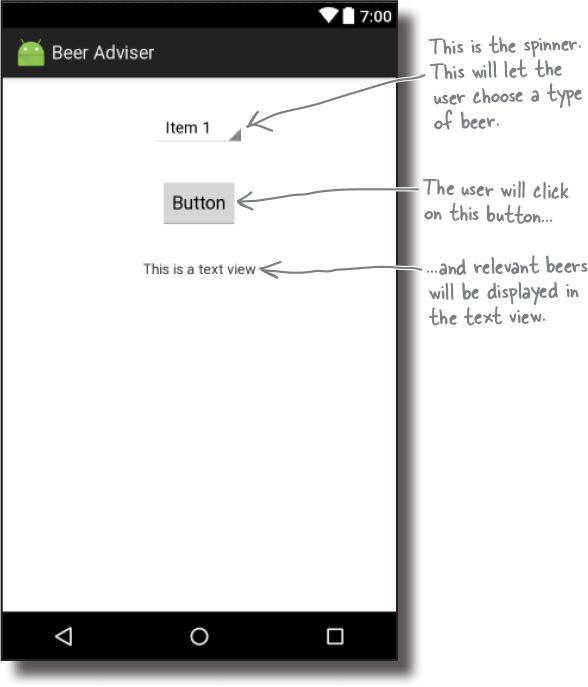 7:00
Beer Adviser
This is the spinner.
This will let the
user choose a type
of beer.
Item 1
The user will click
on this button...
Button
...and relevant beers
will be displayed in
the text view.
This is a text view